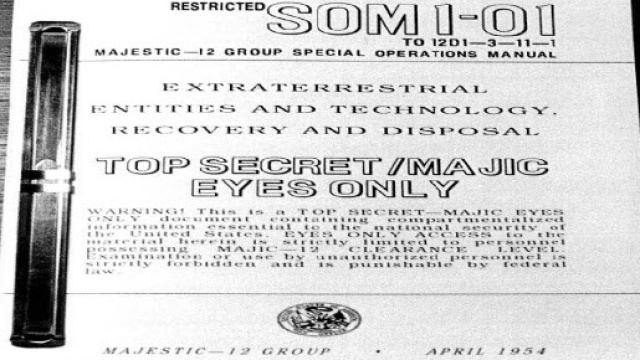 RESTRICTED
SOM1-01
TO 12D1—3—11—1
MAJESTIC—12 GROUP SPECIAL OPERATIONS MANUAL
EXTRATERRESTRIAL
ENTITIES AND TECHNOLOGY,
RECOVERY AND DISPOSAL
TOP SECRET/MAJIC
EYES ONLY
WARNING! This is a TOP SECRET—MAJIC EYES
ONLY document containing compartmentalized
information essential to the national security of
the United States. EYES ONLY ACCESS to the
material herein is strictly limited to personnel
possessing MAJIC—12 CLEARANCE LEVEL.
Examination or use by unauthorized personnel is
strictly forbidden and is punishable by federal
law.
MAJESTIC—12 GROUP • APRIL 1954